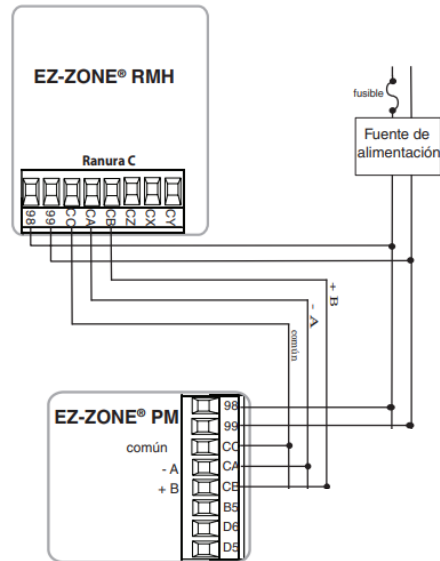 EZ-ZONE® RMH
Ranura C
98 99 CC CA CB CZ CX CY
fusible
Fuente de
alimentación
+ B
- A
común
EZ-ZONE® PM
98
99
común CC
- A CA
+ B CB
B5
D6
D5